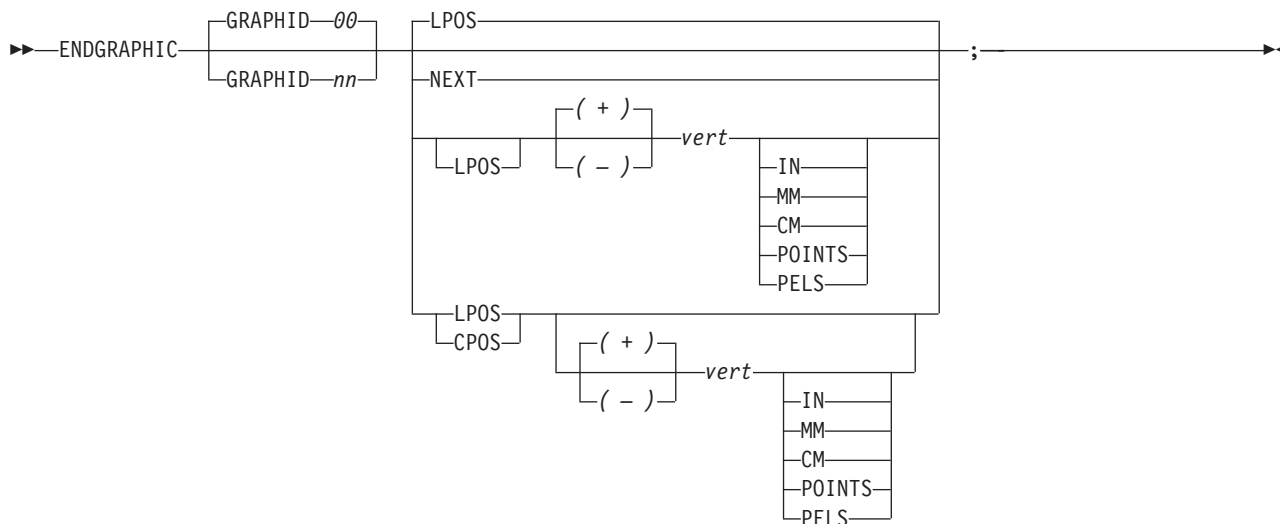 GRAPHID 00 LPOS
ENDGRAPHIC ;
GRAPHID nn NEXT
( + )
vert
LPOS ( – ) IN
MM
CM
POINTS
PELS
LPOS
CPOS ( + )
vert
( – ) IN
MM
CM
POINTS
PELS